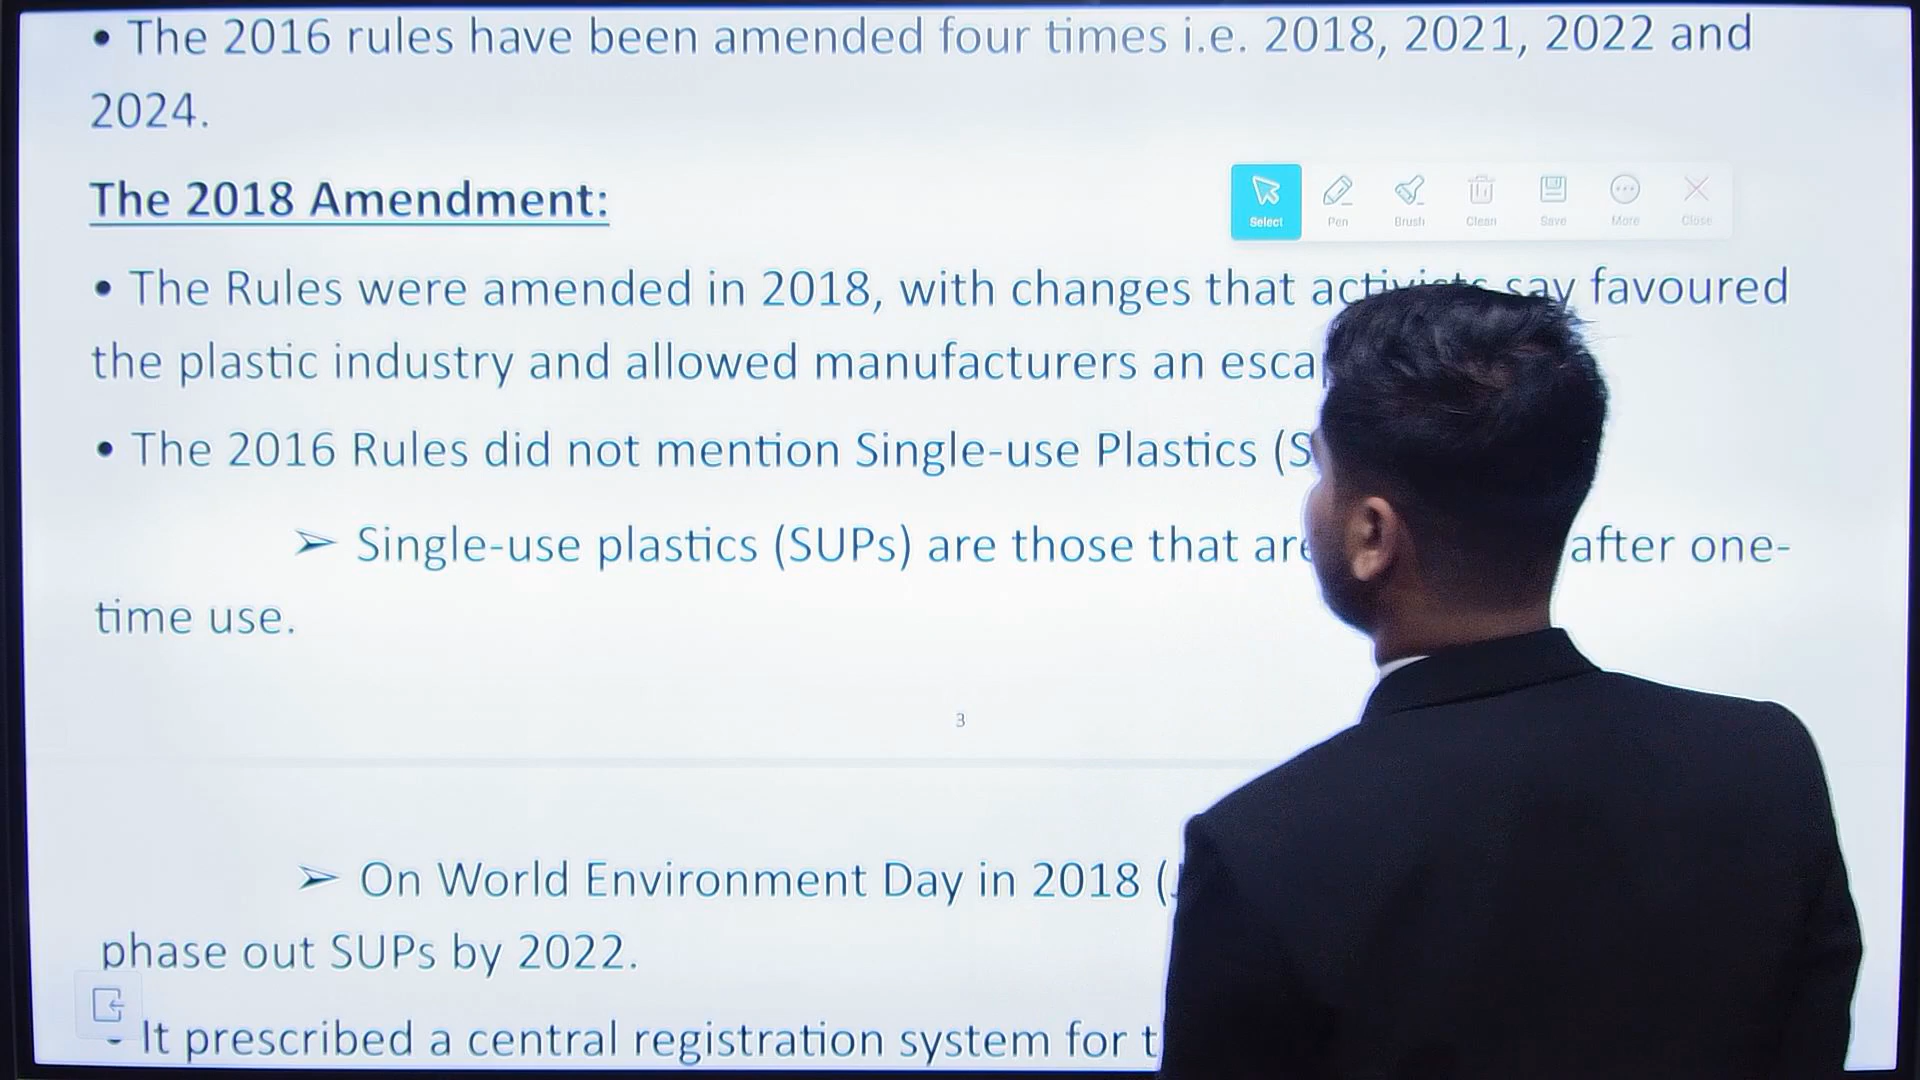 • The 2016 rules have been amended four times i.e. 2018, 2021, 2022 and
2024.
The 2018 Amendment:
Select Pen Brush Clean Save More Close
• The Rules were amended in 2018, with changes that activists say favoured
the plastic industry and allowed manufacturers an
• The 2016 Rules did not mention Single-use Plastics
➢ Single-use plastics (SUPs) are those that are after one-
time use.
3
➢ On World Environment Day in 2018
phase out SUPs by 2022.
• It prescribed a central registration system for